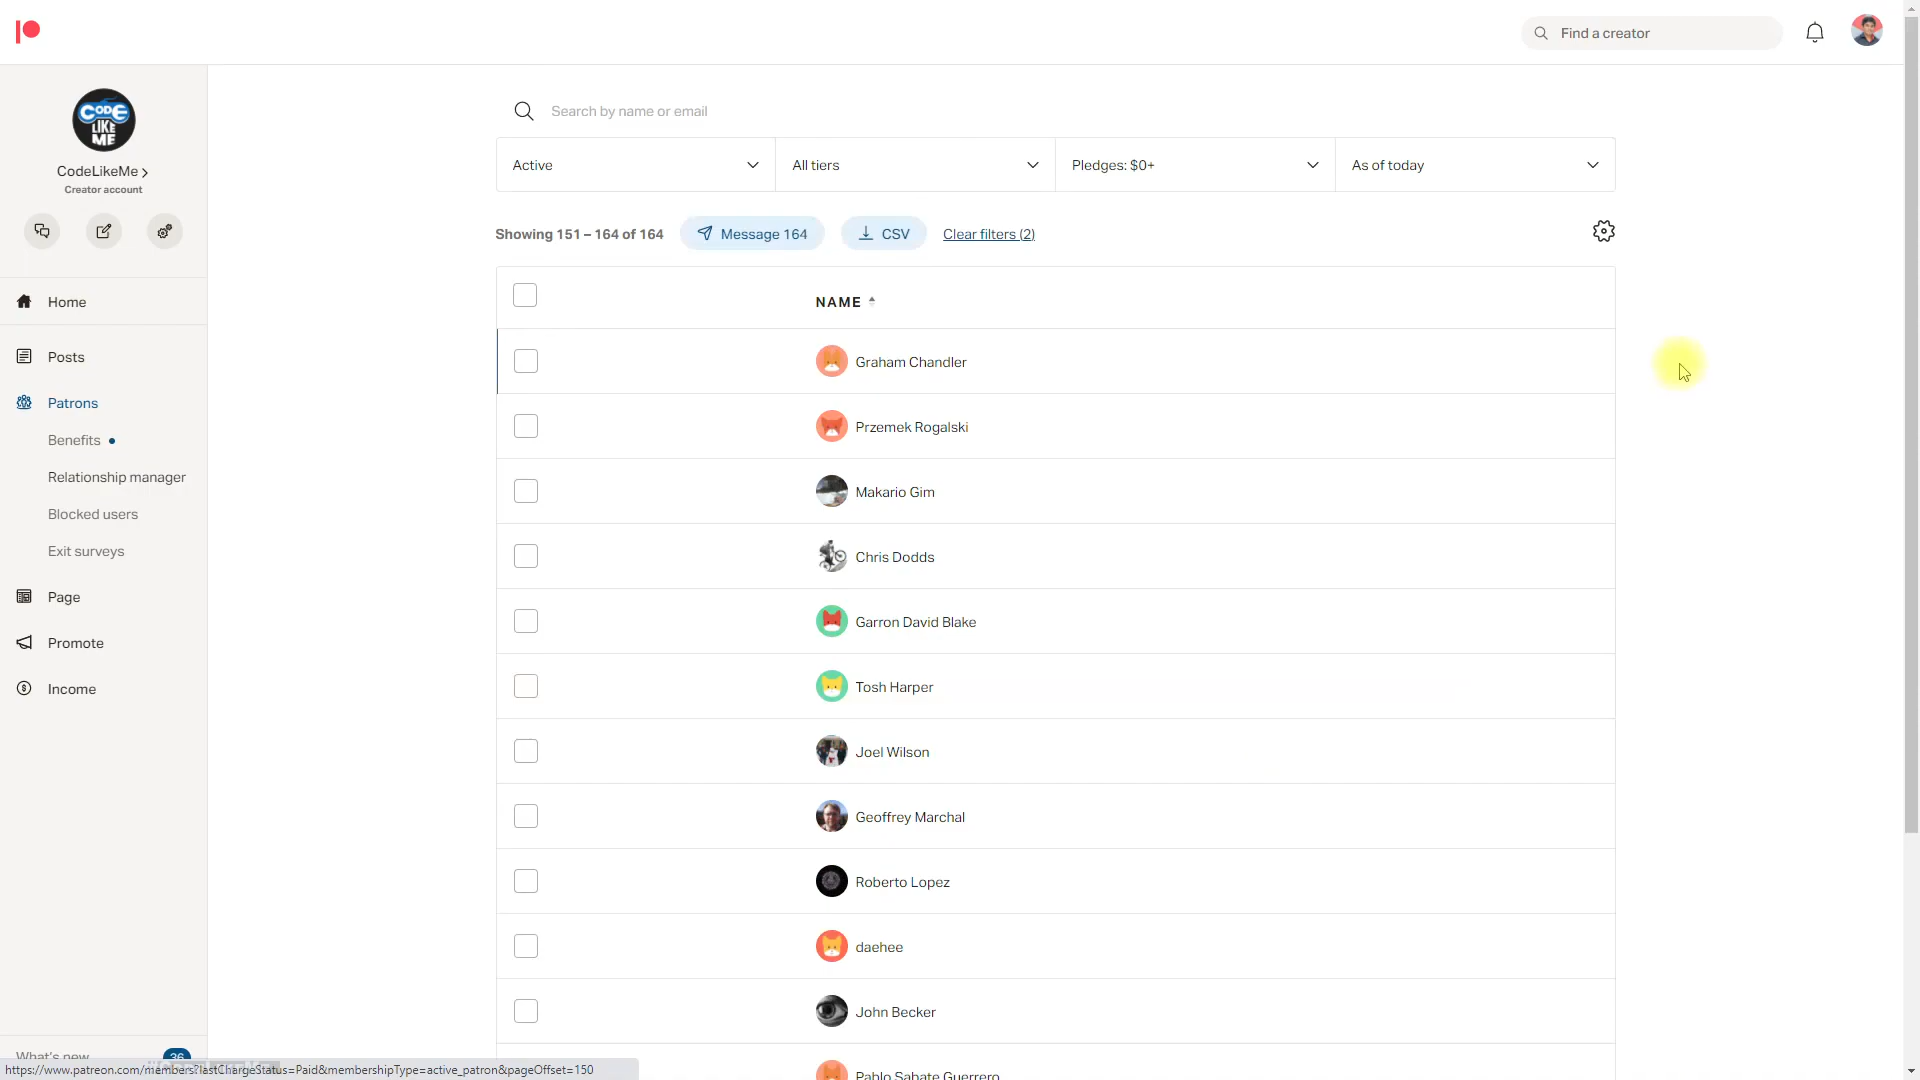 Find a creator
CODE
LIKE
ME
CodeLikeMe
Creator account
Home
Posts
Patrons
Benefits
Relationship manager
Blocked users
Exit surveys
Page
Promote
Income
What's new
36
Search by name or email
Active
All tiers
Pledges: $0+
As of today
Showing 151 – 164 of 164
Message 164
CSV
Clear filters (2)
NAME
Graham Chandler
Przemek Rogalski
Makario Gim
Chris Dodds
Garron David Blake
Tosh Harper
Joel Wilson
Geoffrey Marchal
Roberto Lopez
daehee
John Becker
Pablo Sabate Guerrero
https://www.patreon.com/members?lastChargeStatus=Paid&membershipType=active_patron&pageOffset=150